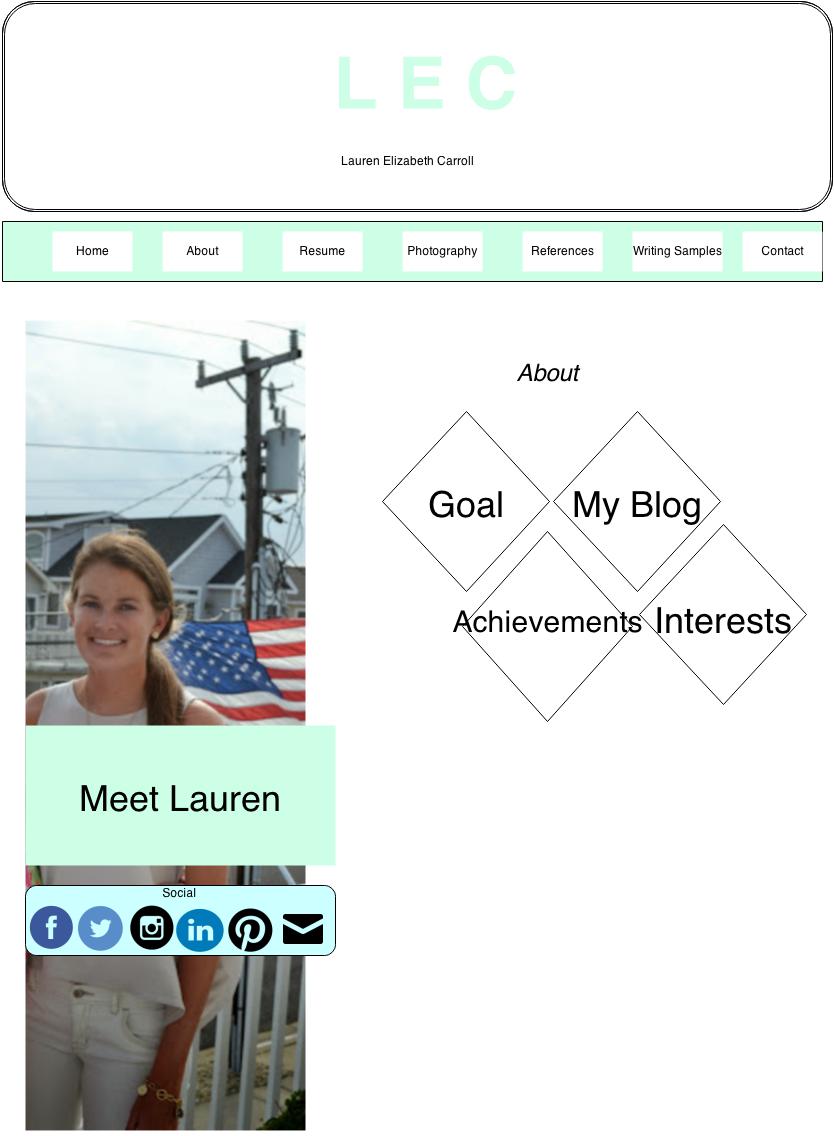 L E C
Lauren Elizabeth Carroll
Home About Resume Photography References Writing Samples Contact
About
Goal My Blog
Achievements Interests
Meet Lauren
Social